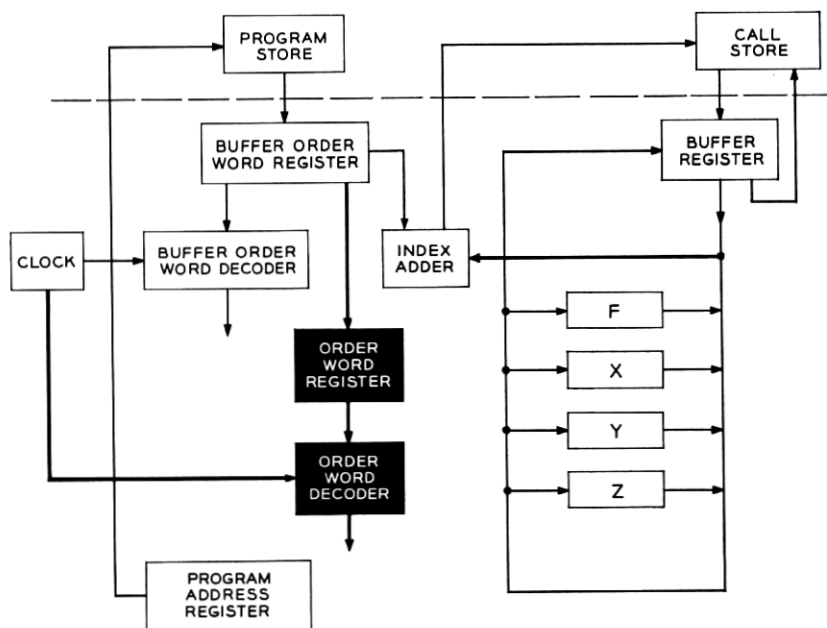 PROGRAM
STORE
CALL
STORE
BUFFER ORDER
WORD REGISTER
BUFFER
REGISTER
CLOCK
BUFFER ORDER
WORD DECODER
INDEX
ADDER
F
ORDER
WORD
REGISTER
X
Y
ORDER
WORD
DECODER
Z
PROGRAM
ADDRESS
REGISTER